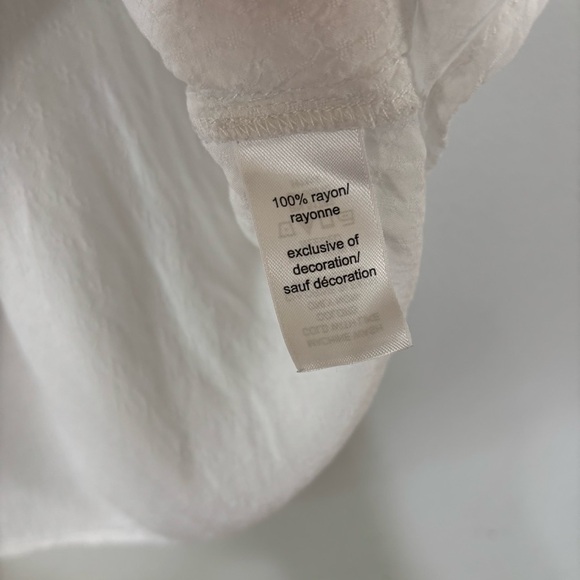 100% rayon/
rayonne
exclusive of
decoration/
sauf décoration